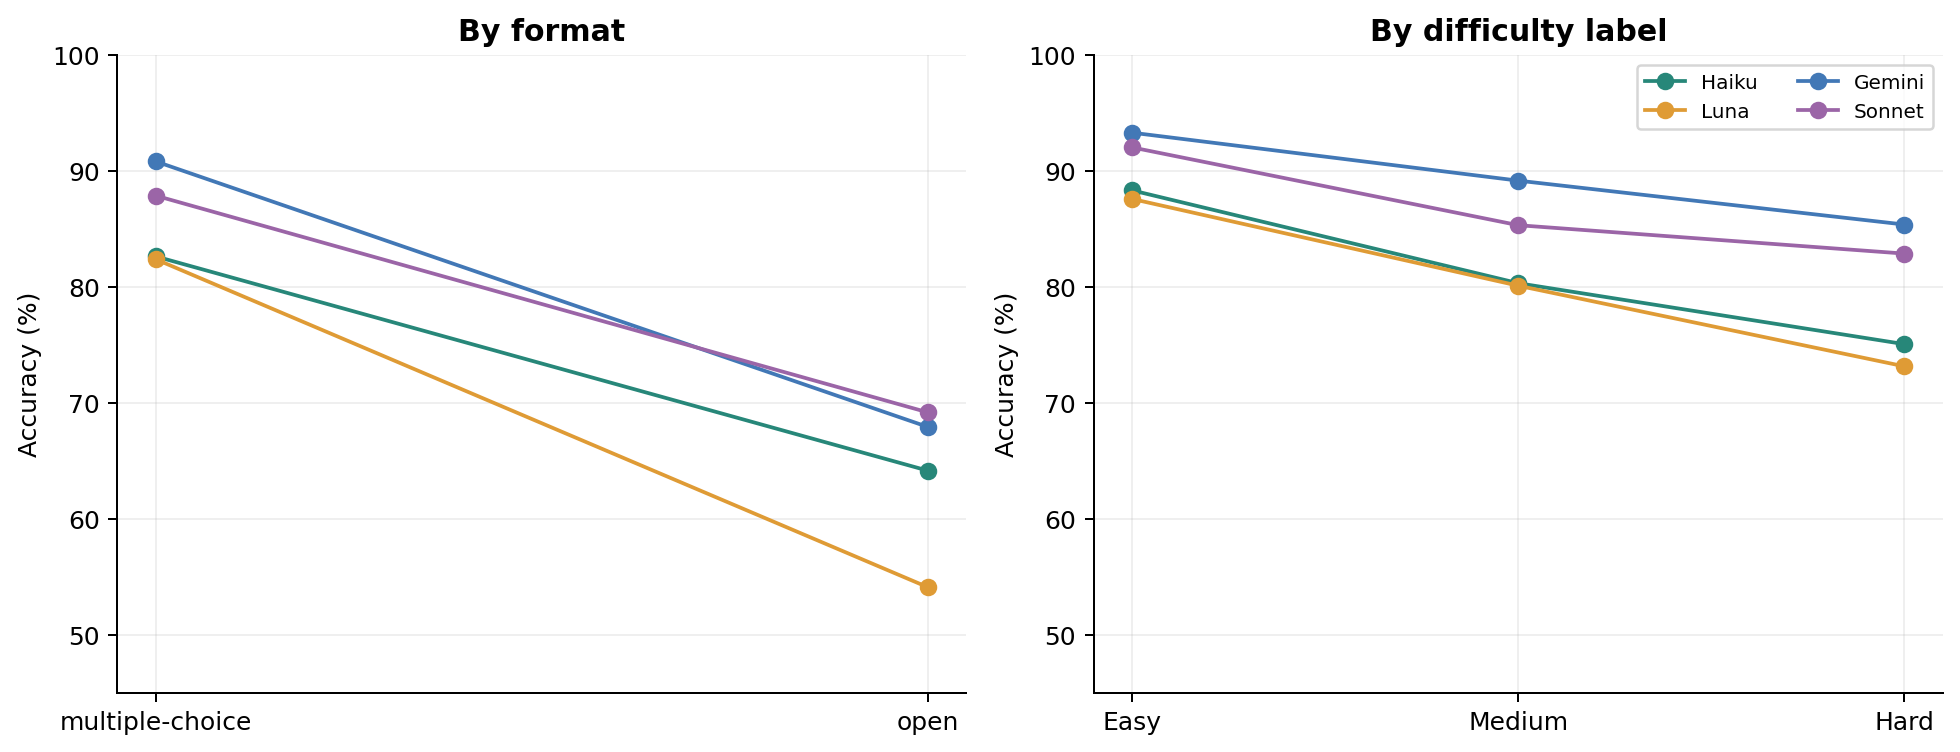 By format
Accuracy (%)
100
90
80
70
60
50
multiple-choice
open
By difficulty label
Accuracy (%)
100
90
80
70
60
50
Easy
Medium
Hard
Haiku
Luna
Gemini
Sonnet